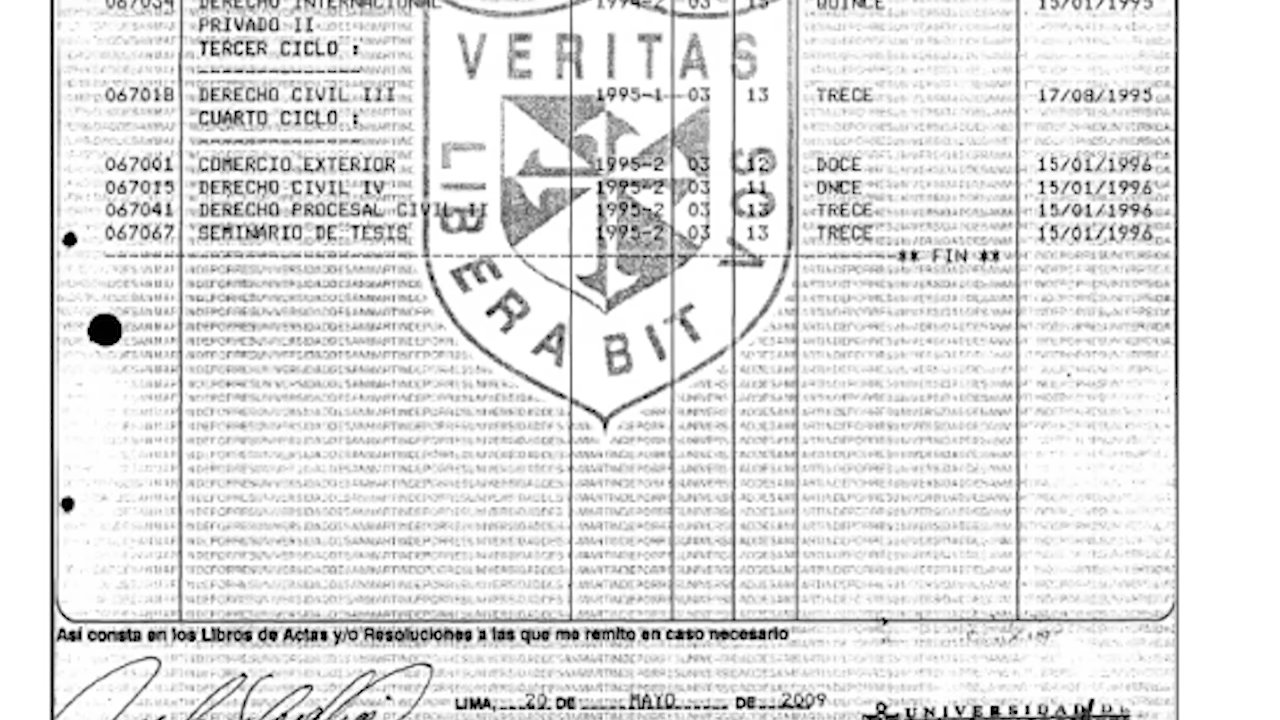 067034 DERECHO INTERNACIONAL 1994-2 03 15 QUINCE 15/01/1995
PRIVADO II
TERCER CICLO :
067018 DERECHO CIVIL III 1995-1 03 13 TRECE 17/08/1995
CUARTO CICLO :
067001 COMERCIO EXTERIOR 1995-2 03 12 DOCE 15/01/1996
067015 DERECHO CIVIL IV 1995-2 03 11 ONCE 15/01/1996
067041 DERECHO PROCESAL CIVIL II 1995-2 03 13 TRECE 15/01/1996
067067 SEMINARIO DE TESIS 1995-2 03 13 TRECE 15/01/1996
** FIN **
VERITAS
LIBERABIT
VOS
Así consta en los Libros de Actas y/o Resoluciones a las que me remito en caso necesario
LIMA, 20 DE MAYO DE 2009
UNIVERSIDAD DE